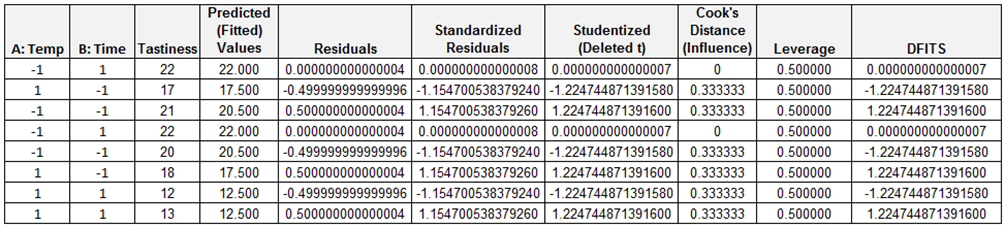 A: Temp B: Time Tastiness Predicted (Fitted) Values Residuals Standardized Residuals Studentized (Deleted t) Cook's Distance (Influence) Leverage DFITS
-1 1 22 22.000 0.000000000000004 0.000000000000008 0.000000000000007 0 0.500000 0.000000000000007
1 -1 17 17.500 -0.499999999999996 -1.154700538379240 -1.224744871391580 0.333333 0.500000 -1.224744871391580
-1 -1 21 20.500 0.500000000000004 1.154700538379260 1.224744871391600 0.333333 0.500000 1.224744871391600
-1 1 22 22.000 0.000000000000004 0.000000000000008 0.000000000000007 0 0.500000 0.000000000000007
-1 -1 20 20.500 -0.499999999999996 -1.154700538379240 -1.224744871391580 0.333333 0.500000 -1.224744871391580
1 -1 18 17.500 0.500000000000004 1.154700538379260 1.224744871391600 0.333333 0.500000 1.224744871391600
1 1 12 12.500 -0.499999999999996 -1.154700538379240 -1.224744871391580 0.333333 0.500000 -1.224744871391580
1 1 13 12.500 0.500000000000004 1.154700538379260 1.224744871391600 0.333333 0.500000 1.224744871391600